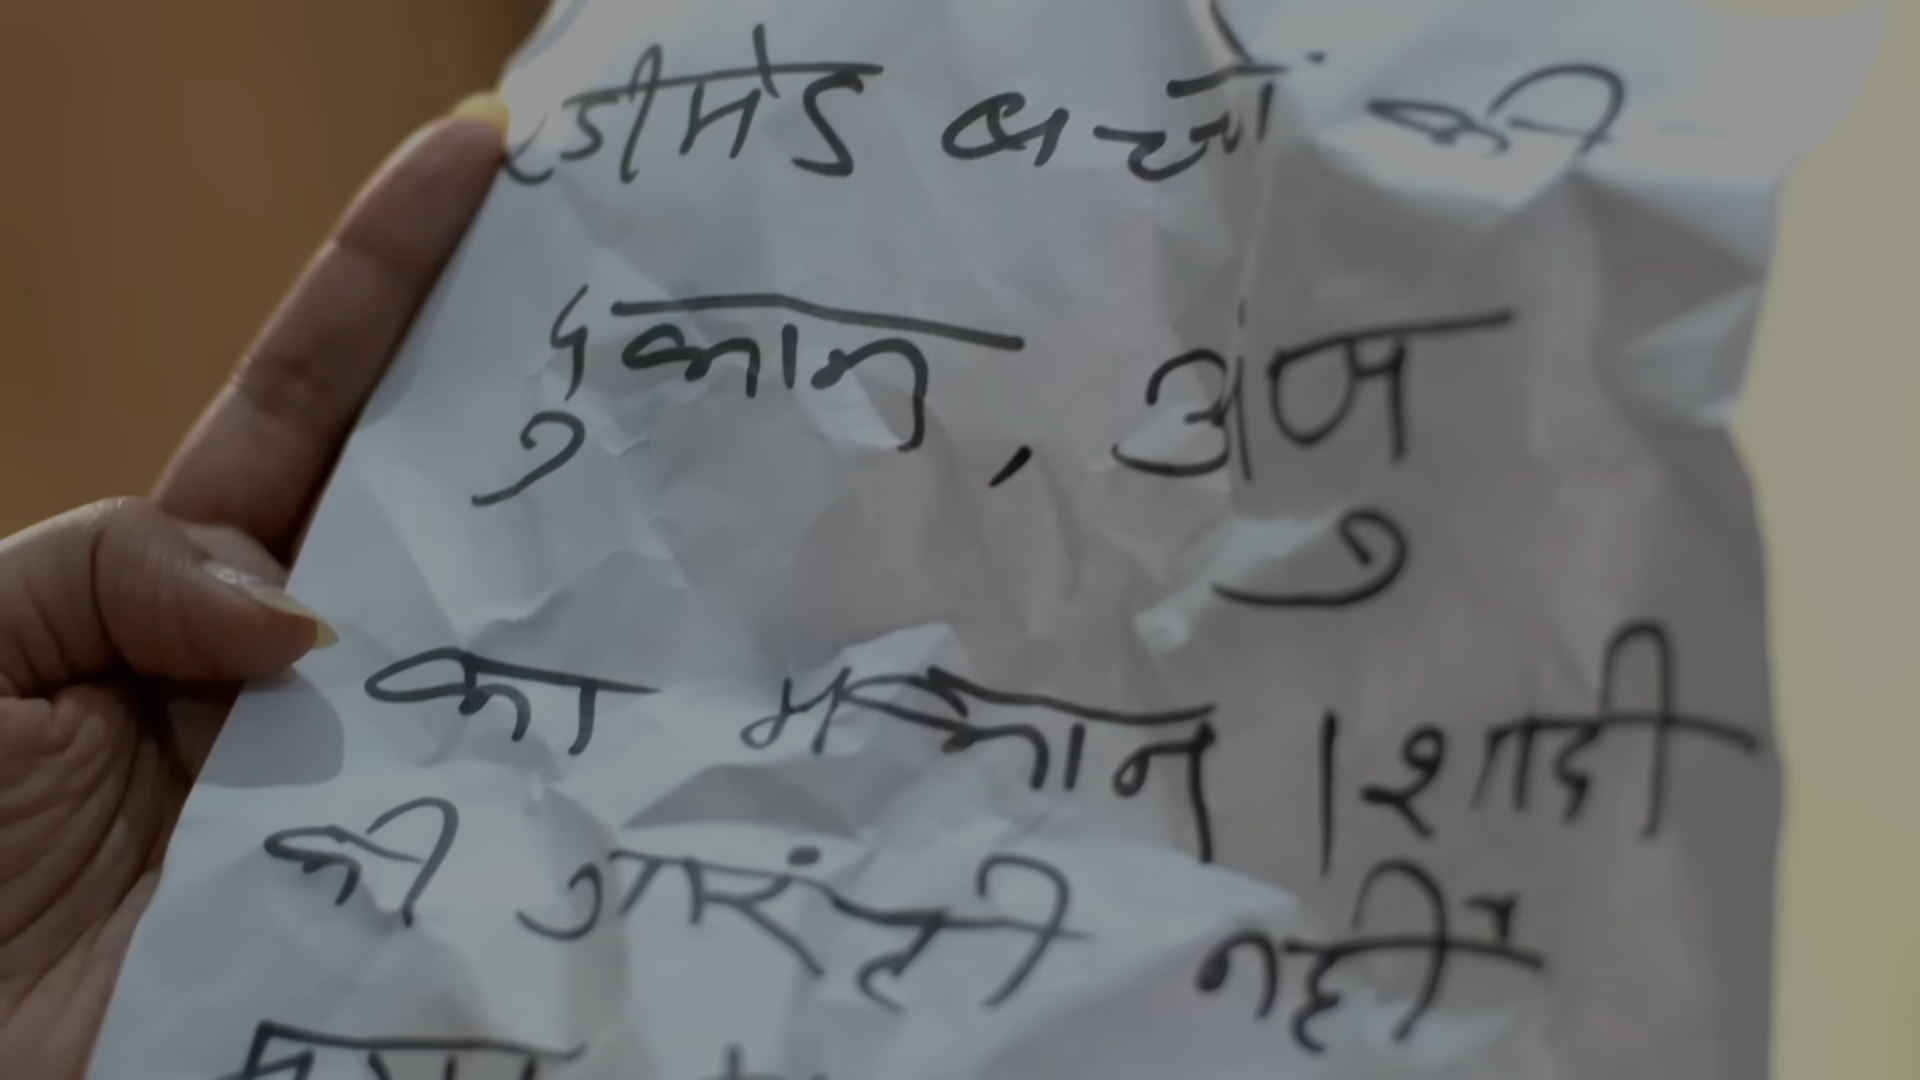 रेडीमेड बच्चों की
दुकान, अंजु
का मकान । शादी
की गारंटी नहीं